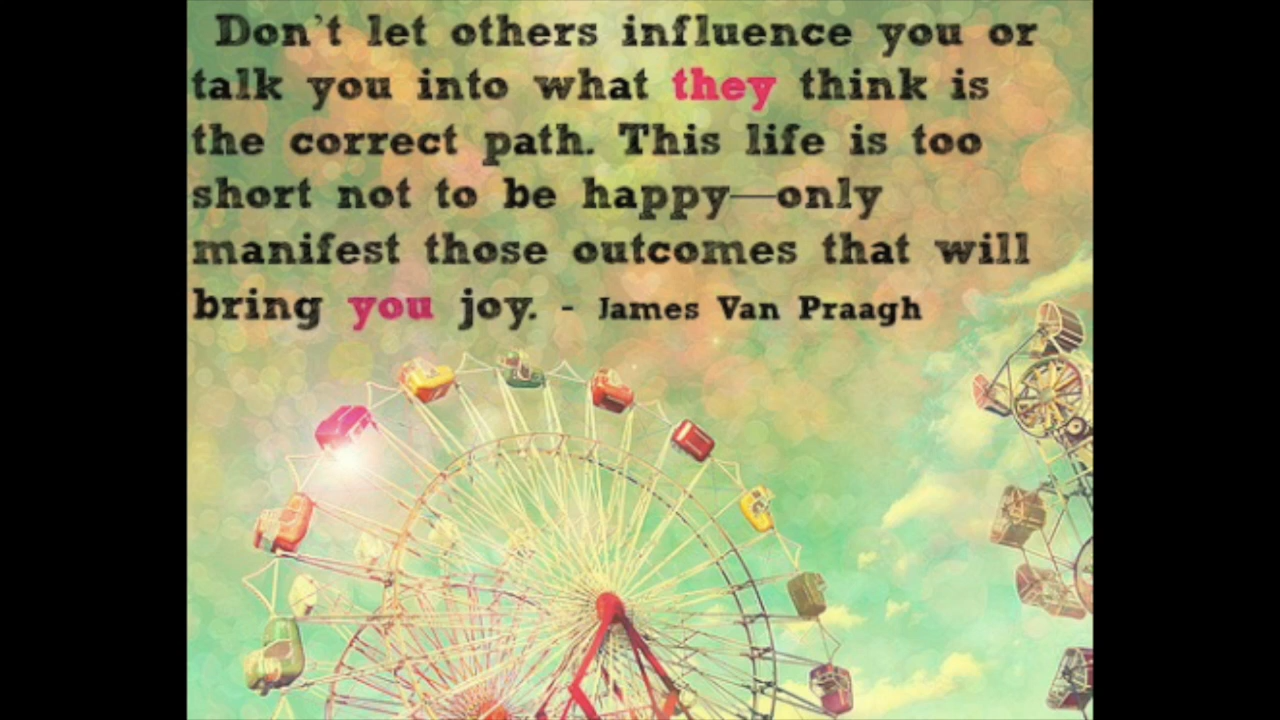 Don't let others influence you or
talk you into what they think is
the correct path. This life is too
short not to be happy—only
manifest those outcomes that will
bring you joy. - James Van Praagh